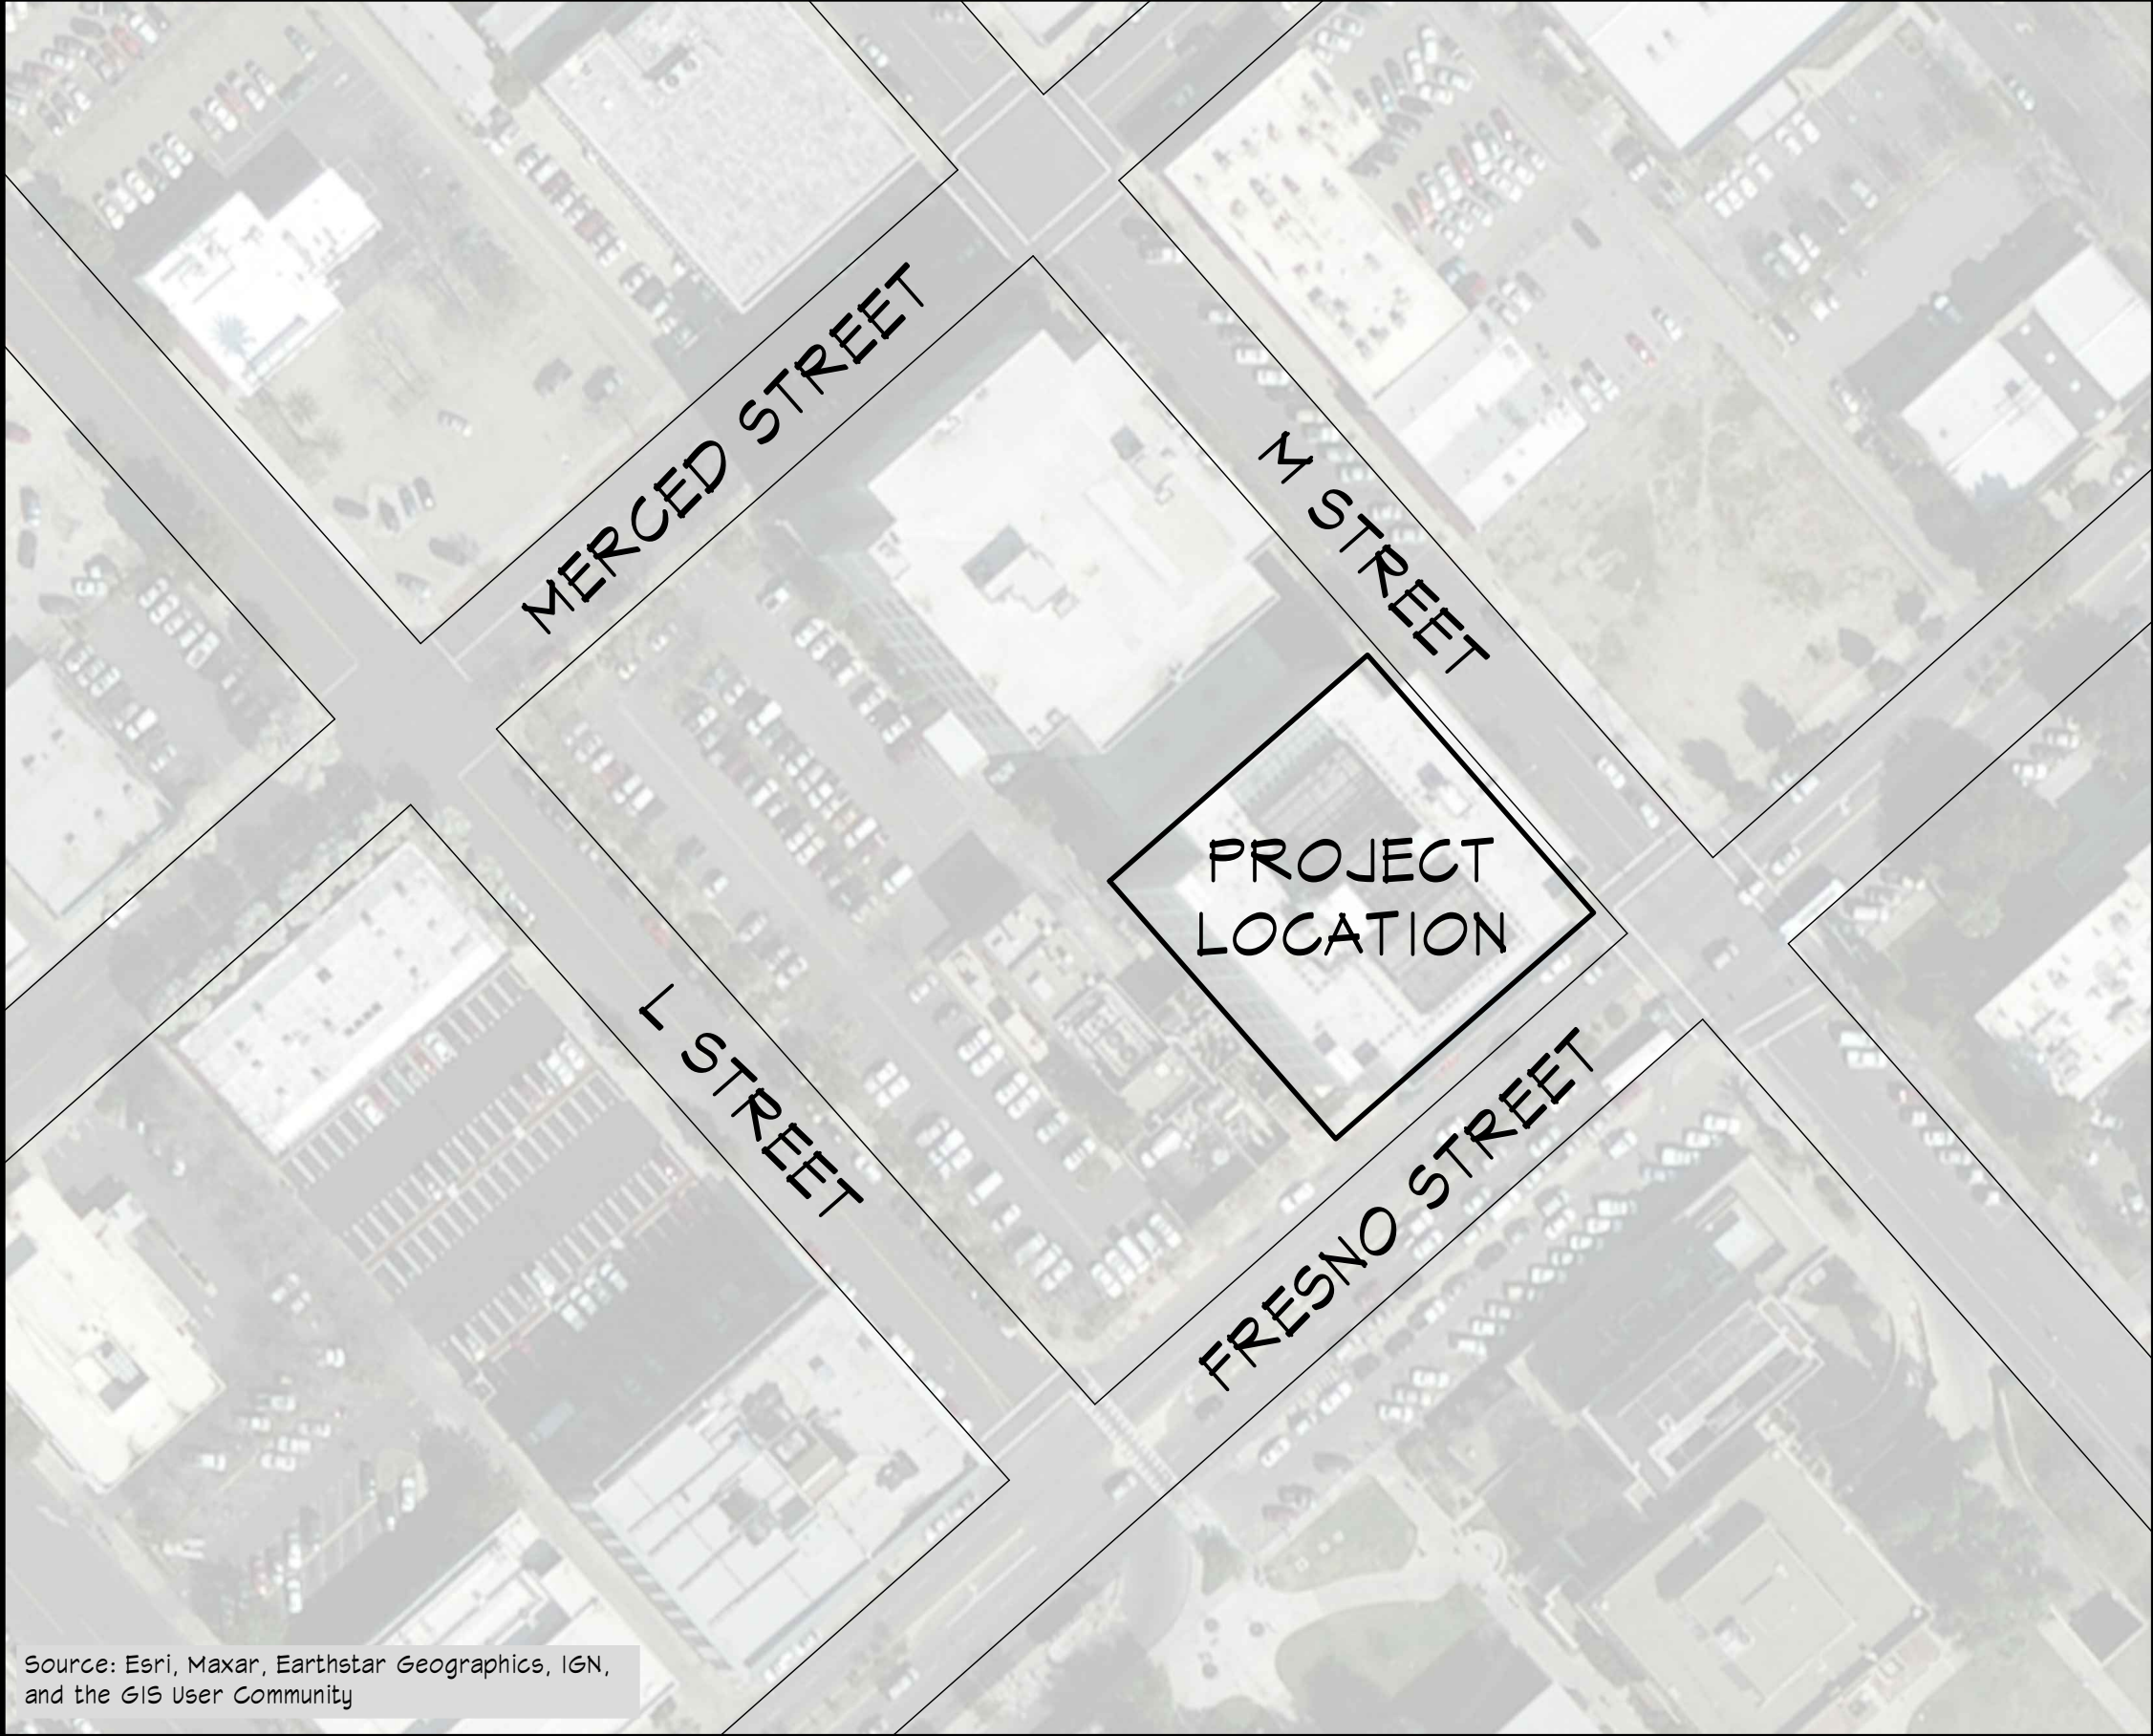 MERCED STREET
M STREET
PROJECT
LOCATION
L STREET
FRESNO STREET
Source: Esri, Maxar, Earthstar Geographics, IGN,
and the GIS User Community